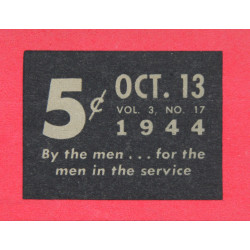 5¢ OCT. 13
VOL. 3, NO. 17
1944
By the men . . . for the
men in the service